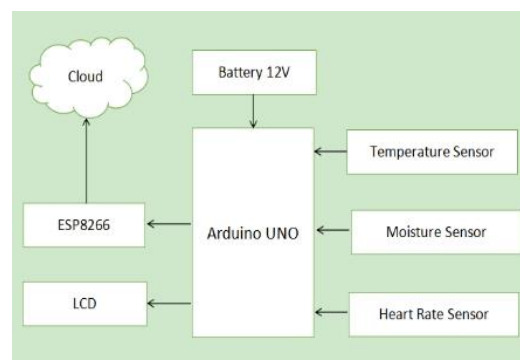 Cloud
Battery 12V
Temperature Sensor
ESP8266
Arduino UNO
Moisture Sensor
LCD
Heart Rate Sensor